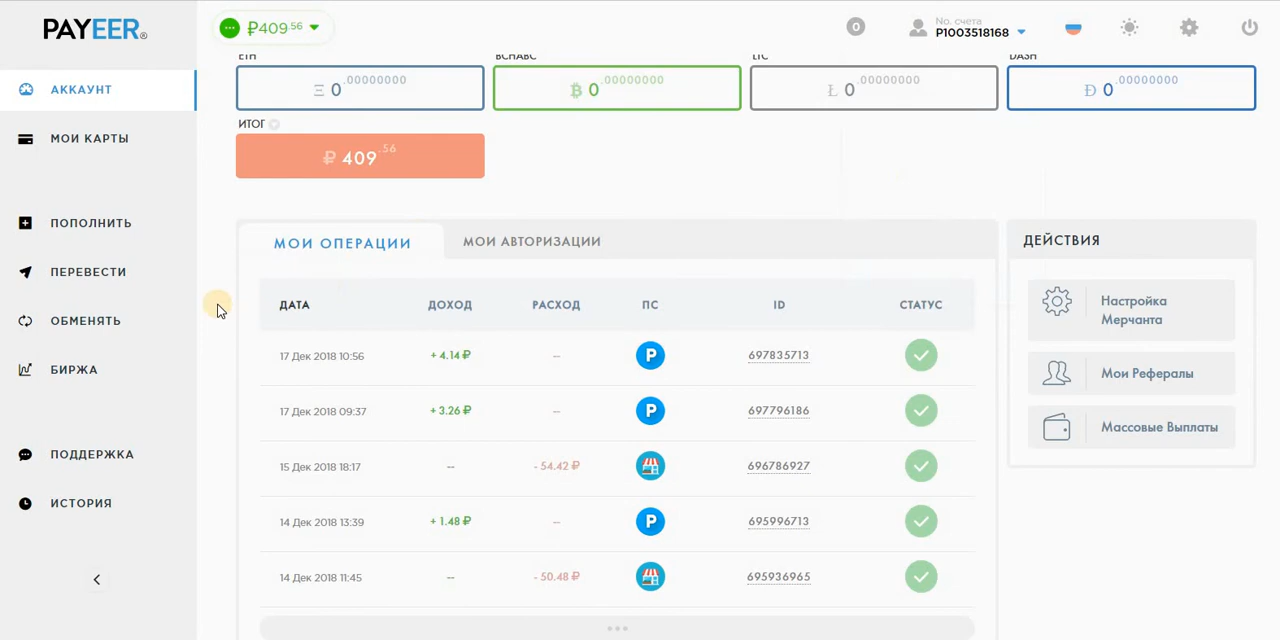 PAYEER®
₽409.56
0
No. счета
P1003518168
АККАУНТ
МОИ КАРТЫ
ПОПОЛНИТЬ
ПЕРЕВЕСТИ
ОБМЕНЯТЬ
БИРЖА
ПОДДЕРЖКА
ИСТОРИЯ
ETH
BCHABC
LTC
DASH
Ξ 0.00000000
₿ 0.00000000
Ł 0.00000000
Đ 0.00000000
ИТОГ
₽ 409.56
МОИ ОПЕРАЦИИ
МОИ АВТОРИЗАЦИИ
ДАТА ДОХОД РАСХОД ПС ID СТАТУС
17 Дек 2018 10:56 + 4.14 ₽ -- P 697835713
17 Дек 2018 09:37 + 3.26 ₽ -- P 697796186
15 Дек 2018 18:17 -- - 54.42 ₽ 696786927
14 Дек 2018 13:39 + 1.48 ₽ -- P 695996713
14 Дек 2018 11:45 -- - 50.48 ₽ 695936965
ДЕЙСТВИЯ
Настройка
Мерчанта
Мои Рефералы
Массовые Выплаты